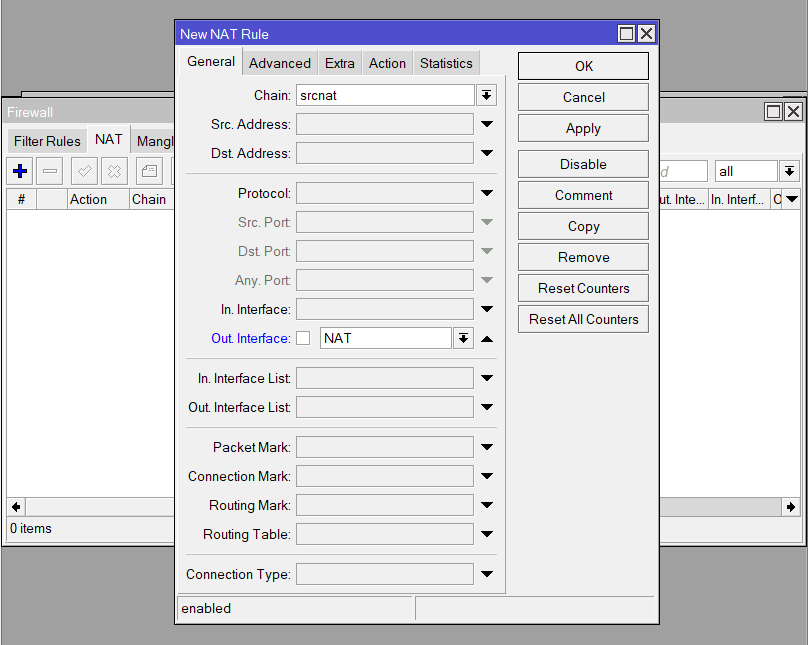 New NAT Rule
General Advanced Extra Action Statistics
Chain: srcnat
Src. Address:
Dst. Address:
Protocol:
Src. Port:
Dst. Port:
Any. Port:
In. Interface:
Out. Interface: NAT
In. Interface List:
Out. Interface List:
Packet Mark:
Connection Mark:
Routing Mark:
Routing Table:
Connection Type:
enabled
OK
Cancel
Apply
Disable
Comment
Copy
Remove
Reset Counters
Reset All Counters
Firewall
Filter Rules NAT Mangl
all
# Action Chain ut. Inte... In. Interf... O
0 items